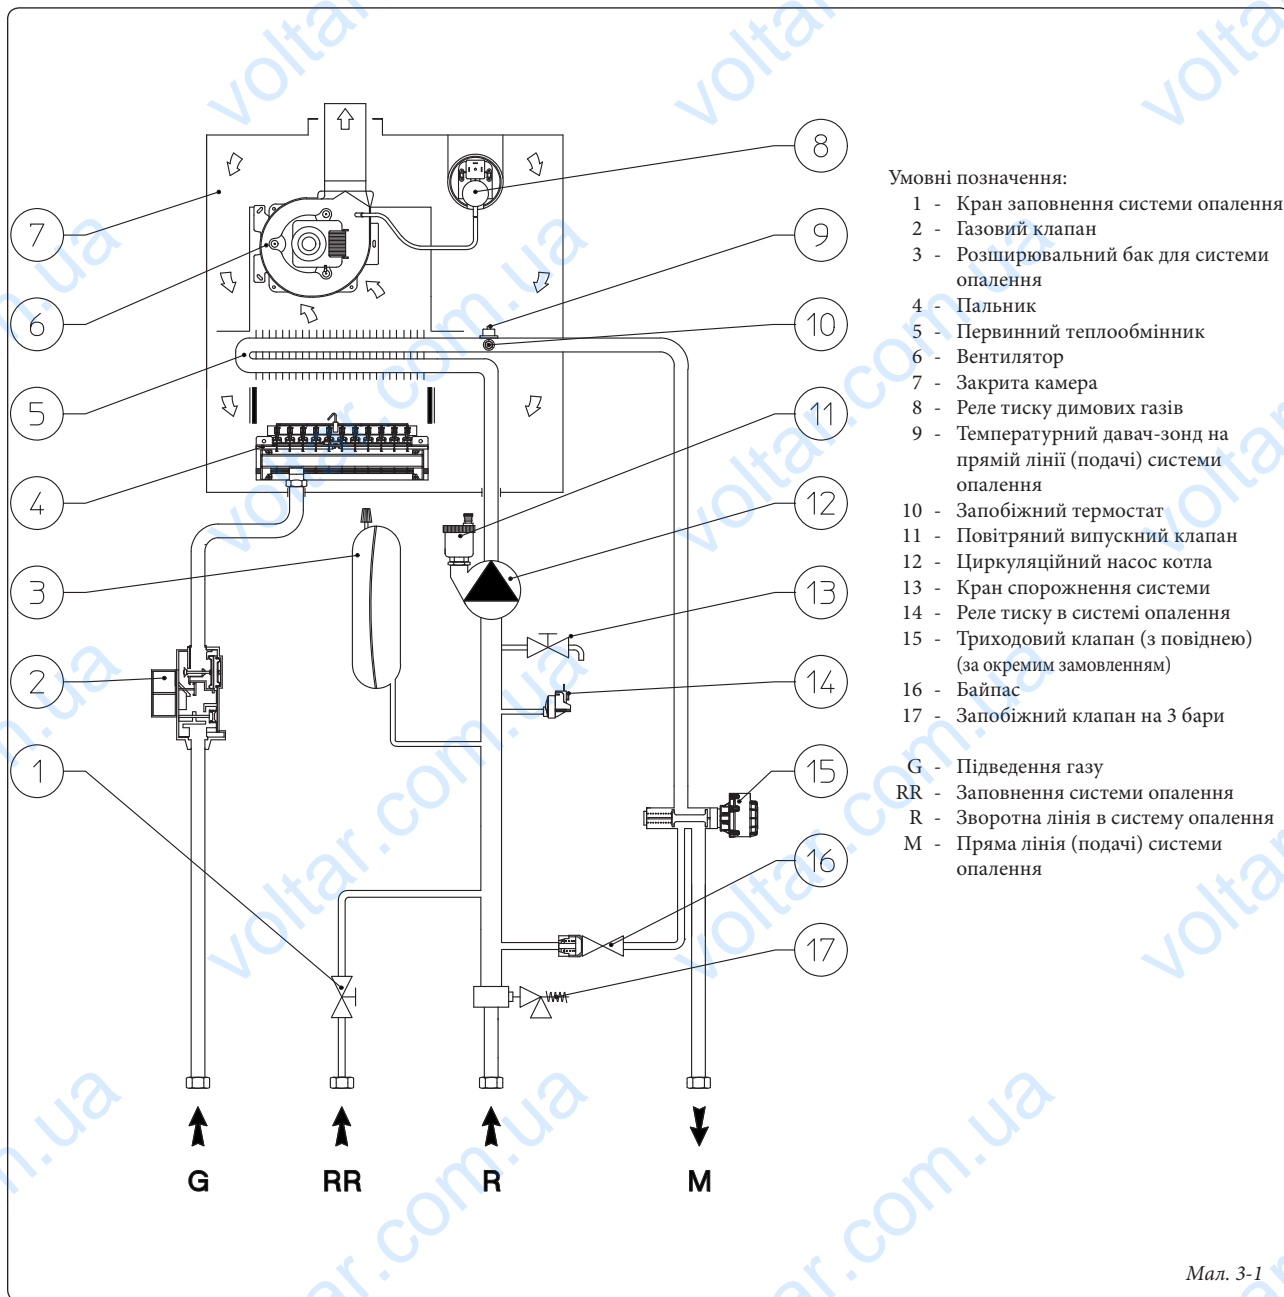 8
7
9
6
10
5
11
4
12
3
13
2
14
1
15
16
17
G
RR
R
M
Умовні позначення:
1 - Кран заповнення системи опалення
2 - Газовий клапан
3 - Розширювальний бак для системи
опалення
4 - Пальник
5 - Первинний теплообмінник
6 - Вентилятор
7 - Закрита камера
8 - Реле тиску димових газів
9 - Температурний давач-зонд на
прямій лінії (подачі) системи
опалення
10 - Запобіжний термостат
11 - Повітряний випускний клапан
12 - Циркуляційний насос котла
13 - Кран спорожнення системи
14 - Реле тиску в системі опалення
15 - Триходовий клапан (з повіднею)
(за окремим замовленням)
16 - Байпас
17 - Запобіжний клапан на 3 бари
G - Підведення газу
RR - Заповнення системи опалення
R - Зворотна лінія в систему опалення
M - Пряма лінія (подачі) системи
опалення
Мал. 3-1
voltar.com.ua